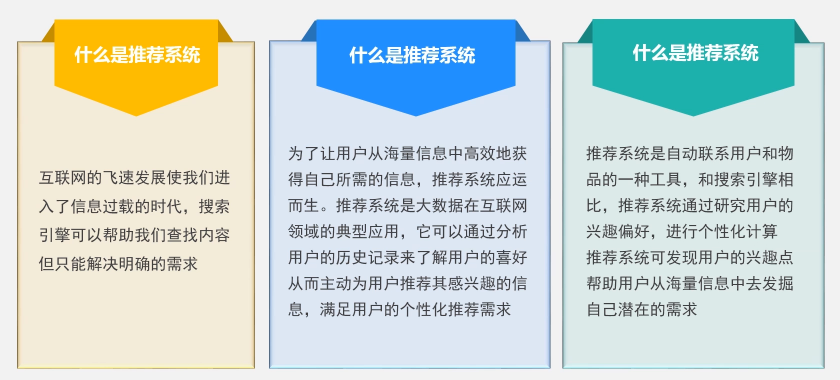 什么是推荐系统
互联网的飞速发展使我们进
入了信息过载的时代，搜索
引擎可以帮助我们查找内容
但只能解决明确的需求
什么是推荐系统
为了让用户从海量信息中高效地获
得自己所需的信息，推荐系统应运
而生。推荐系统是大数据在互联网
领域的典型应用，它可以通过分析
用户的历史记录来了解用户的喜好
从而主动为用户推荐其感兴趣的信
息，满足用户的个性化推荐需求
什么是推荐系统
推荐系统是自动联系用户和物
品的一种工具，和搜索引擎相
比，推荐系统通过研究用户的
兴趣偏好，进行个性化计算
推荐系统可发现用户的兴趣点
帮助用户从海量信息中去发掘
自己潜在的需求